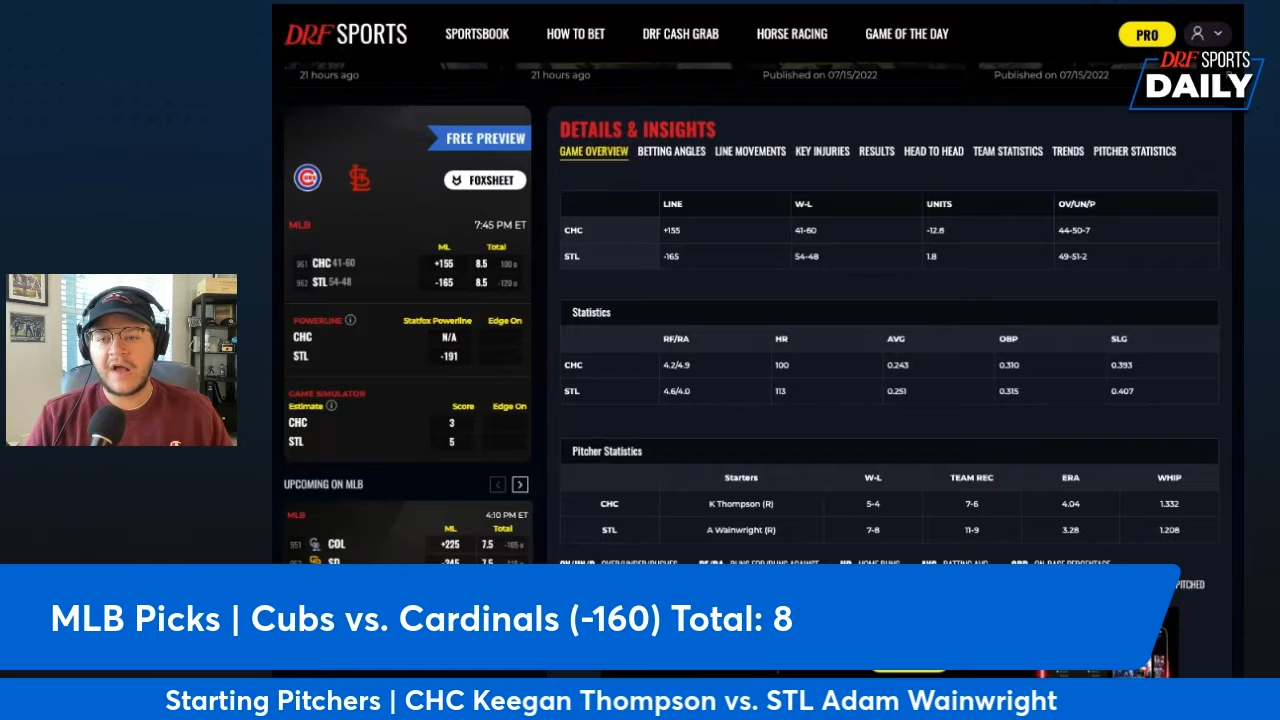 DRF SPORTS SPORTSBOOK HOW TO BET DRF CASH GRAB HORSE RACING GAME OF THE DAY PRO
21 hours ago 21 hours ago Published on 07/15/2022 Published on 07/15/2022
DRF SPORTS
DAILY
FREE PREVIEW
FOXSHEET
MLB 7:45 PM ET
ML Total
961 CHC 41-60 +155 8.5 100 o
962 STL 54-48 -165 8.5 -120 o
POWERLINE Statfox Powerline Edge On
CHC N/A
STL -191
GAME SIMULATOR
Estimate Score Edge On
CHC 3
STL 5
UPCOMING ON MLB
MLB 4:10 PM ET
ML Total
951 COL +225 7.5 -105 o
SD -245 7.5
DETAILS & INSIGHTS
GAME OVERVIEW BETTING ANGLES LINE MOVEMENTS KEY INJURIES RESULTS HEAD TO HEAD TEAM STATISTICS TRENDS PITCHER STATISTICS
LINE W-L UNITS OV/UN/P
CHC +155 41-60 -12.8 44-50-7
STL -165 54-48 1.8 49-51-2
Statistics
RF/RA HR AVG OBP SLG
CHC 4.2/4.9 100 0.243 0.310 0.393
STL 4.6/4.0 113 0.251 0.315 0.407
Pitcher Statistics
Starters W-L TEAM REC ERA WHIP
CHC K Thompson (R) 5-4 7-6 4.04 1.332
STL A Wainwright (R) 7-8 11-9 3.28 1.208
PITCHED
MLB Picks | Cubs vs. Cardinals (-160) Total: 8
Starting Pitchers | CHC Keegan Thompson vs. STL Adam Wainwright